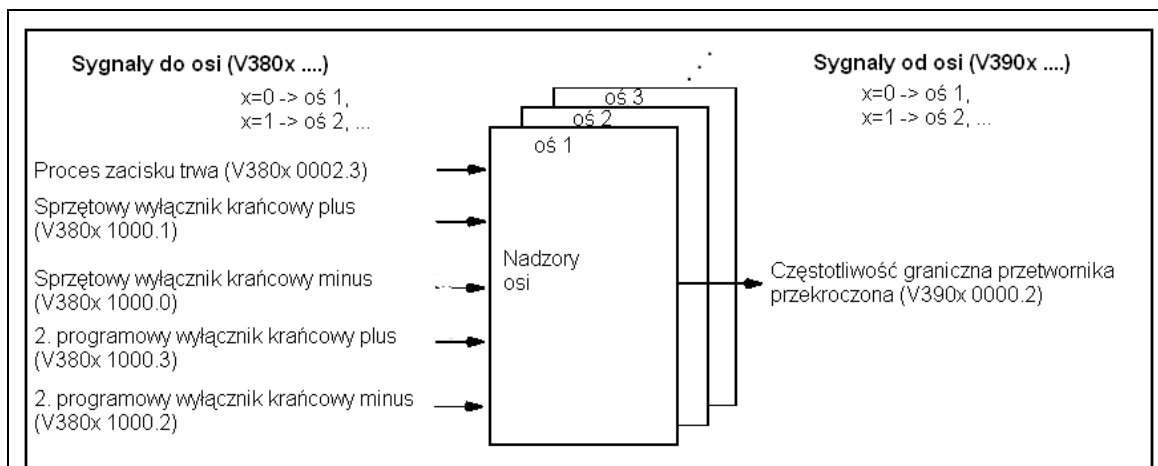 Sygnały do osi (V380x ....)
x=0 -> oś 1,
x=1 -> oś 2, ...
Proces zacisku trwa (V380x 0002.3)
Sprzętowy wyłącznik krańcowy plus
(V380x 1000.1)
Sprzętowy wyłącznik krańcowy minus
(V380x 1000.0)
2. programowy wyłącznik krańcowy plus
(V380x 1000.3)
2. programowy wyłącznik krańcowy minus
(V380x 1000.2)
oś 3
oś 2
oś 1
Nadzory
osi
Sygnały od osi (V390x ....)
x=0 -> oś 1,
x=1 -> oś 2, ...
Częstotliwość graniczna przetwornika
przekroczona (V390x 0000.2)